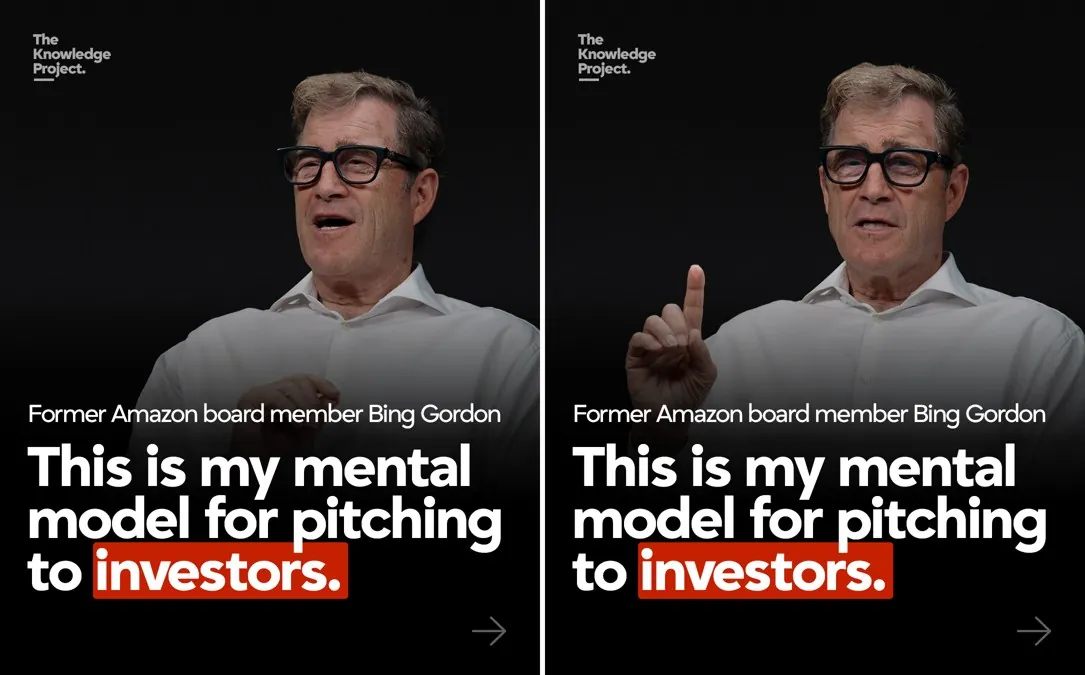 The
Knowledge
Project.
Former Amazon board member Bing Gordon
This is my mental
model for pitching
to investors.
The
Knowledge
Project.
Former Amazon board member Bing Gordon
This is my mental
model for pitching
to investors.